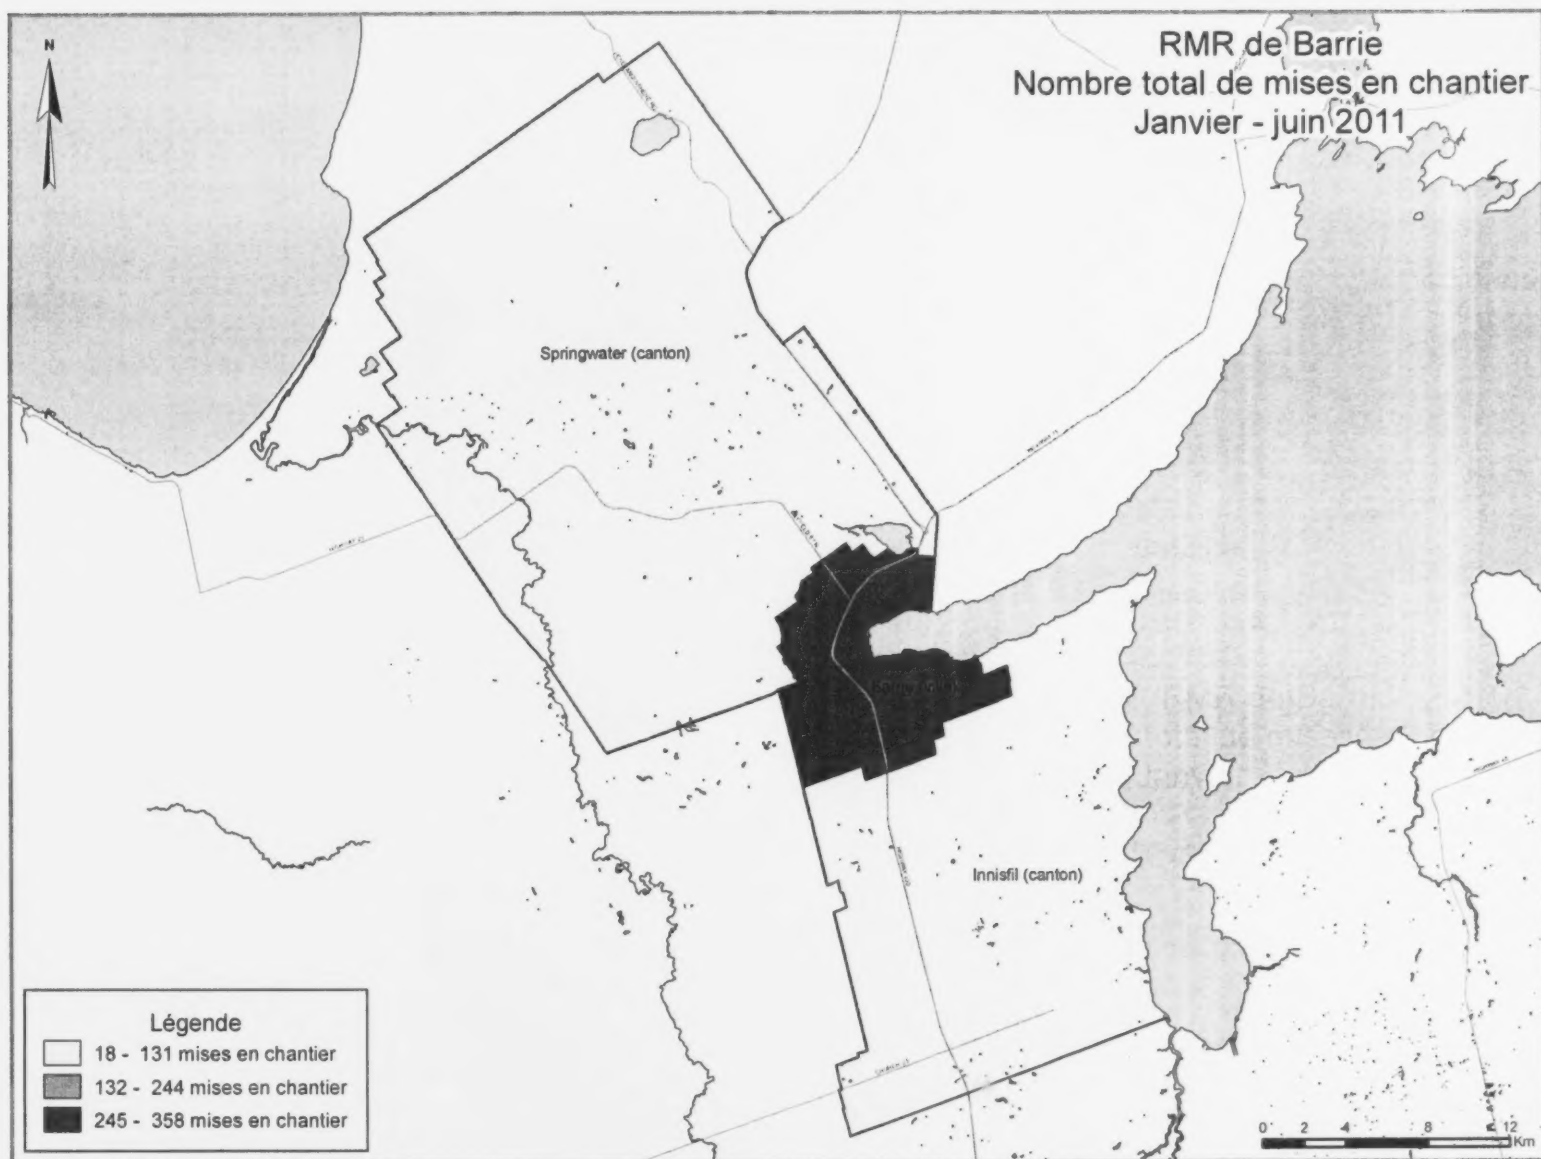 N
RMR de Barrie
Nombre total de mises en chantier
Janvier - juin 2011
Springwater (canton)
Innisfil (canton)
Légende
18 - 131 mises en chantier
132 - 244 mises en chantier
245 - 358 mises en chantier
0 2 4 8 12
Km